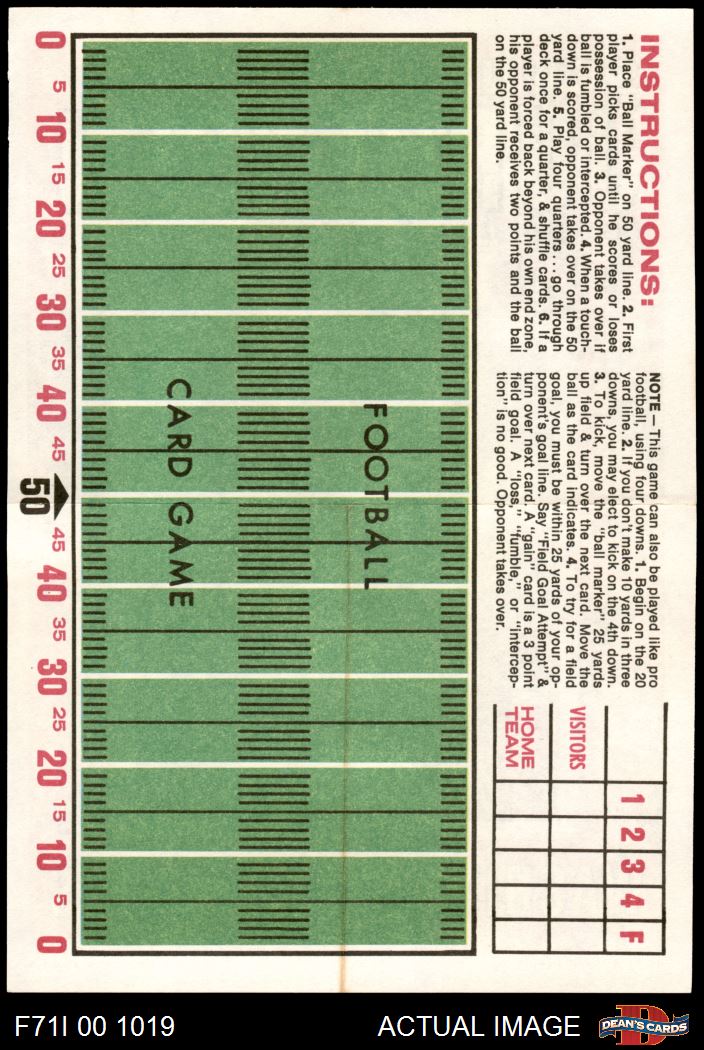 INSTRUCTIONS:
1. Place "Ball Marker" on 50 yard line. 2. First
player picks cards until he scores or loses
possession of ball. 3. Opponent takes over if
ball is fumbled or intercepted. 4. When a touch-
down is scored, opponent takes over on the 50
yard line. 5. Play four quarters... go through
deck once for a quarter, & shuffle cards. 6. If a
player is forced back beyond his own end zone,
his opponent receives two points and the ball
on the 50 yard line.
NOTE — This game can also be played like pro
football, using four downs. 1. Begin on the 20
yard line. 2. If you don't make 10 yards in three
downs, you may elect to kick on the 4th down.
3. To kick, move the "ball marker" 25 yards
up field & turn over the next card. Move the
ball as the card indicates. 4. To try for a field
goal, you must be within 25 yards of your op-
ponent's goal line. Say "Field Goal Attempt" &
turn over next card. A "gain" card is a 3 point
field goal. A "loss," "fumble," or "intercep-
tion" is no good. Opponent takes over.
1 2 3 4 F
VISITORS
HOME
TEAM
FOOTBALL
CARD GAME
0 5 10 15 20 25 30 35 40 45 50 45 40 35 30 25 20 15 10 5 0
F71I 00 1019
ACTUAL IMAGE
D
DEAN'S CARDS